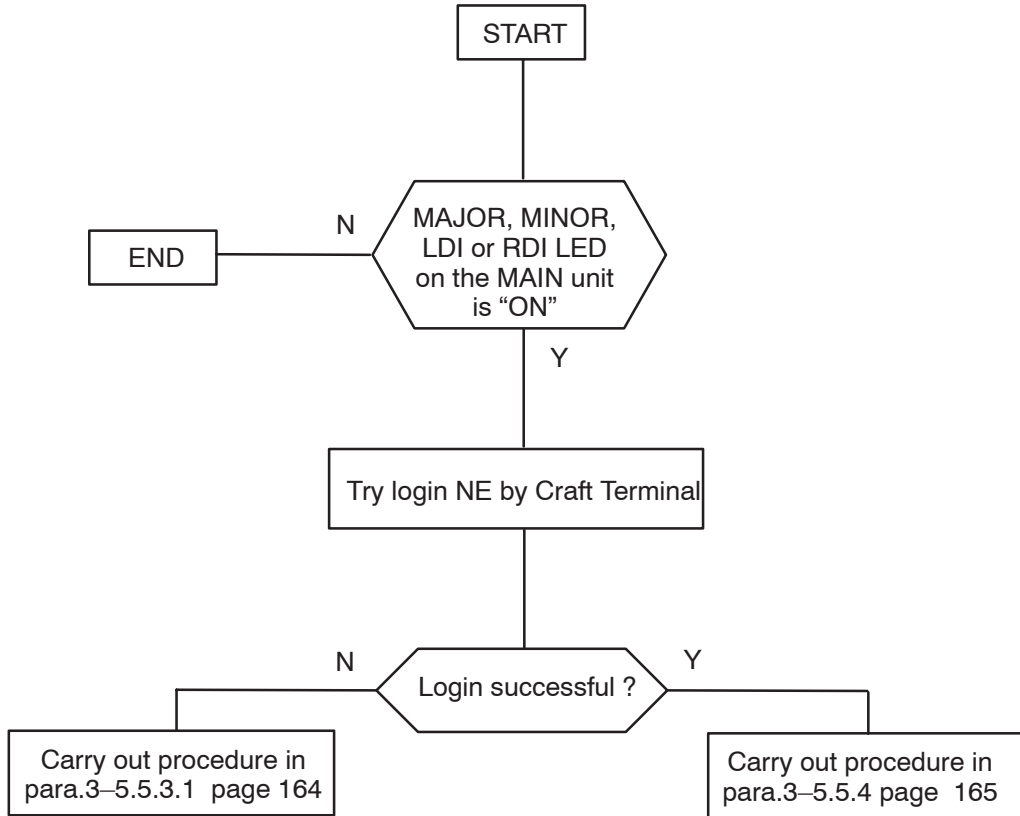 START
MAJOR, MINOR,
LDI or RDI LED
on the MAIN unit
is “ON”
N
END
Y
Try login NE by Craft Terminal
Login successful ?
N
Y
Carry out procedure in
para.3–5.5.3.1 page 164
Carry out procedure in
para.3–5.5.4 page 165